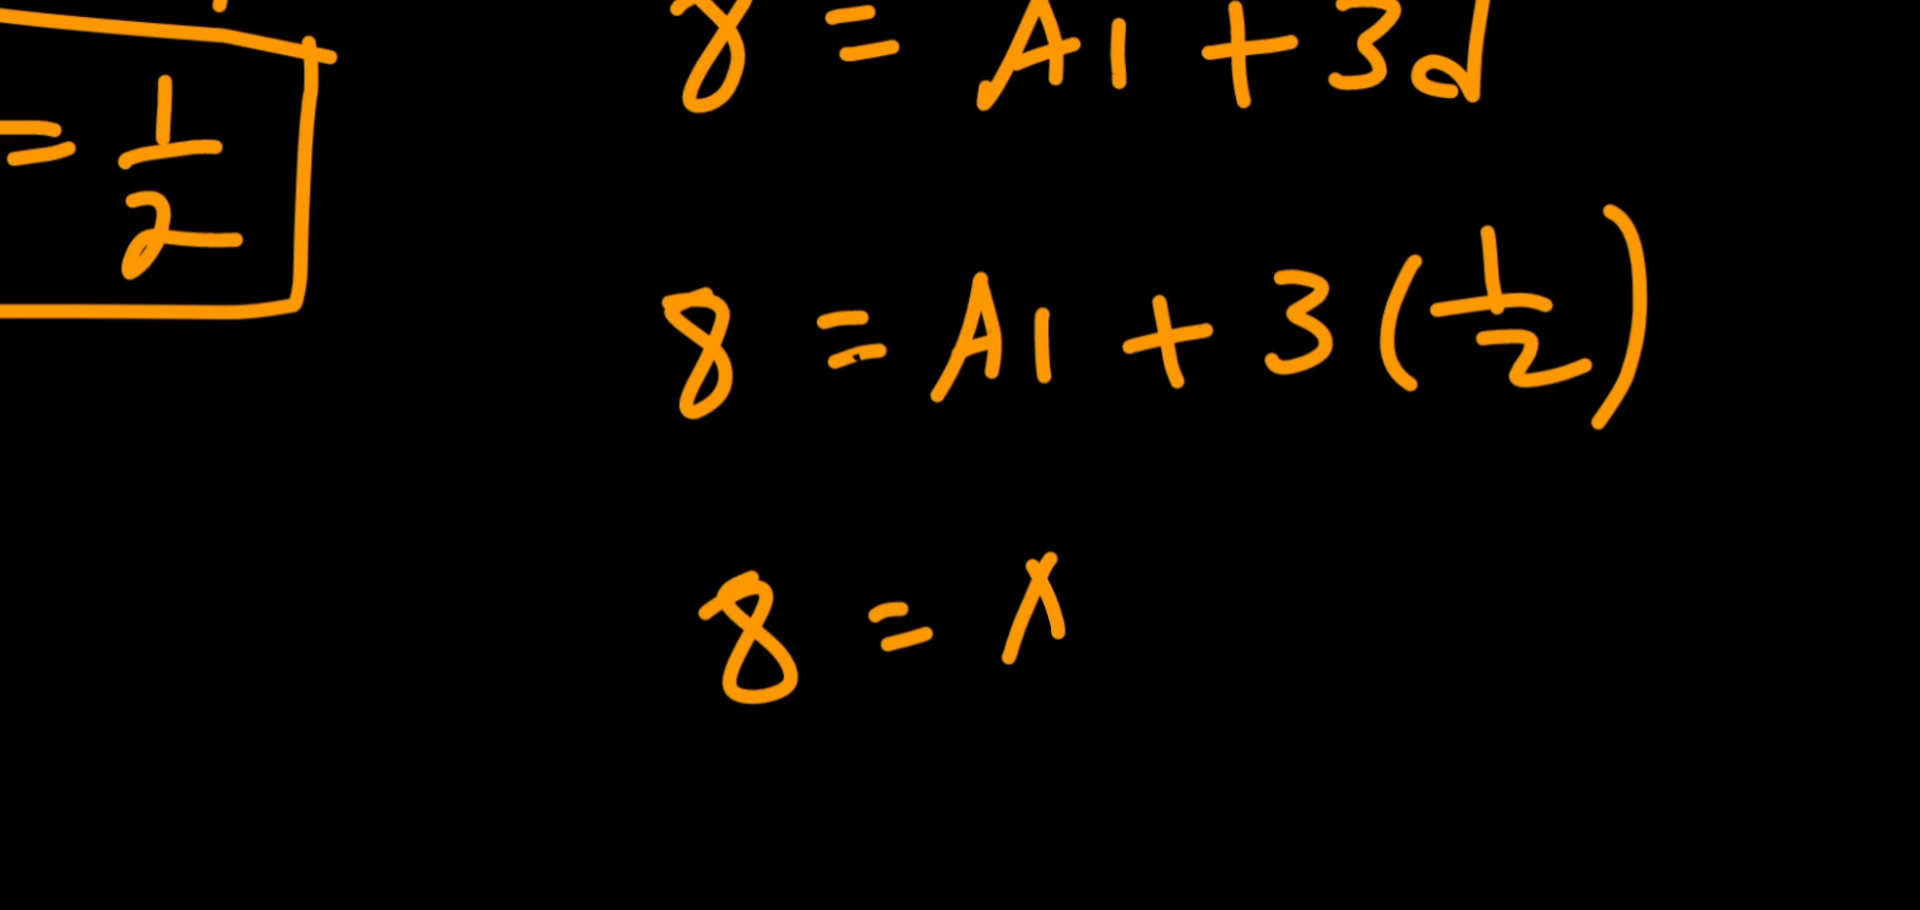 8 = A1 + 3d
= 1/2
8 = A1 + 3(1/2)
8 =